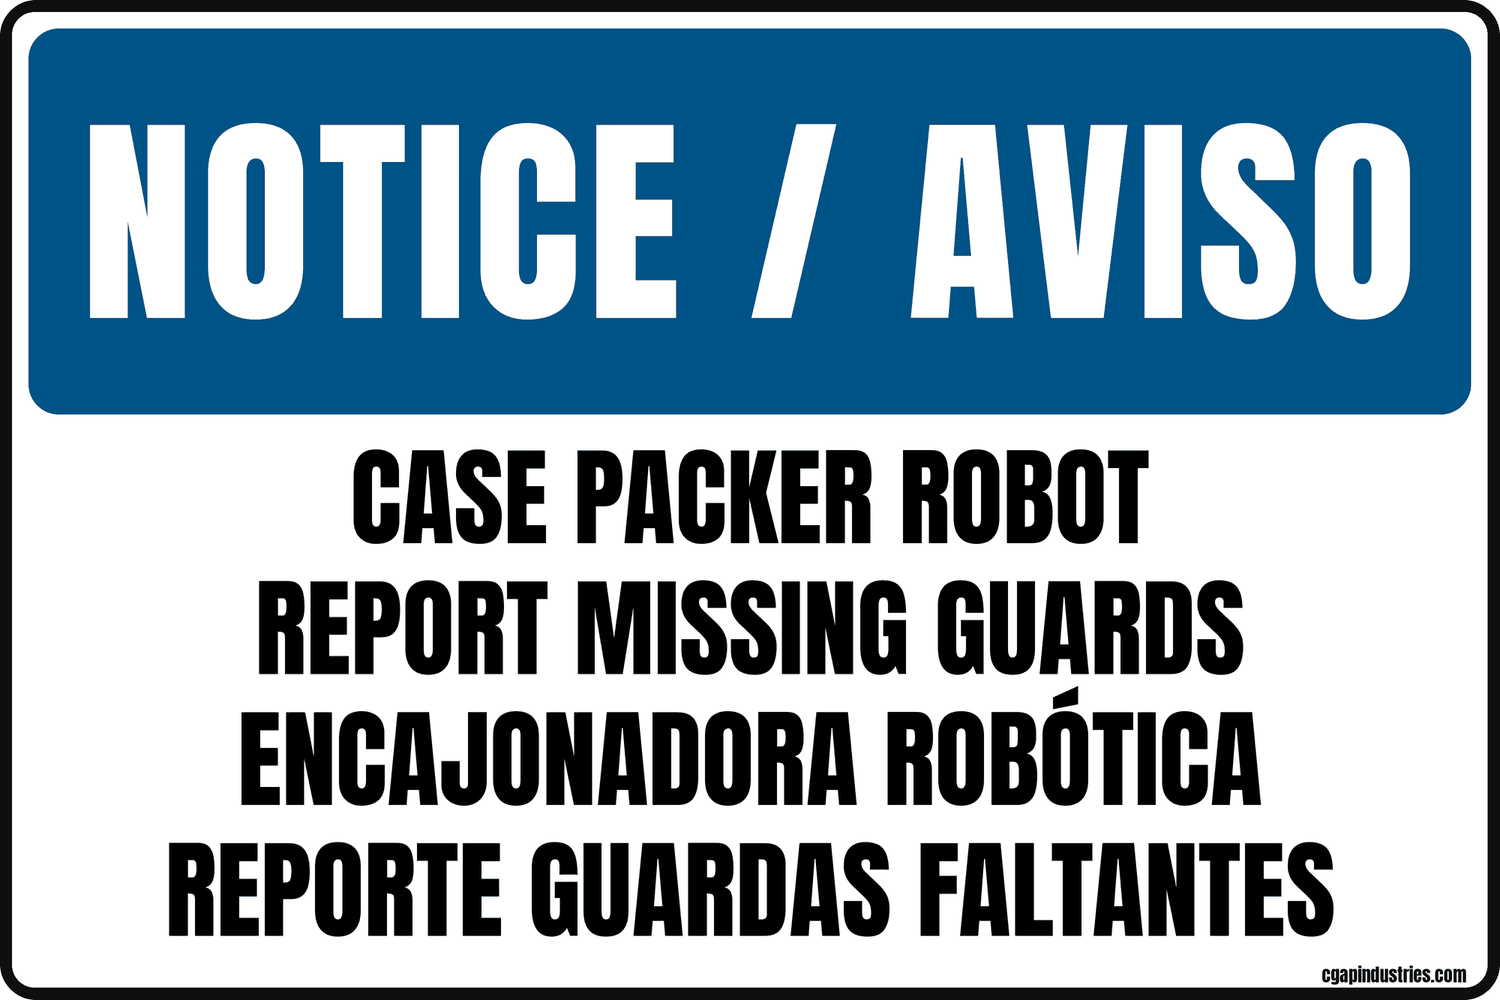 NOTICE / AVISO
CASE PACKER ROBOT
REPORT MISSING GUARDS
ENCAJONADORA ROBÓTICA
REPORTE GUARDAS FALTANTES
cgapindustries.com